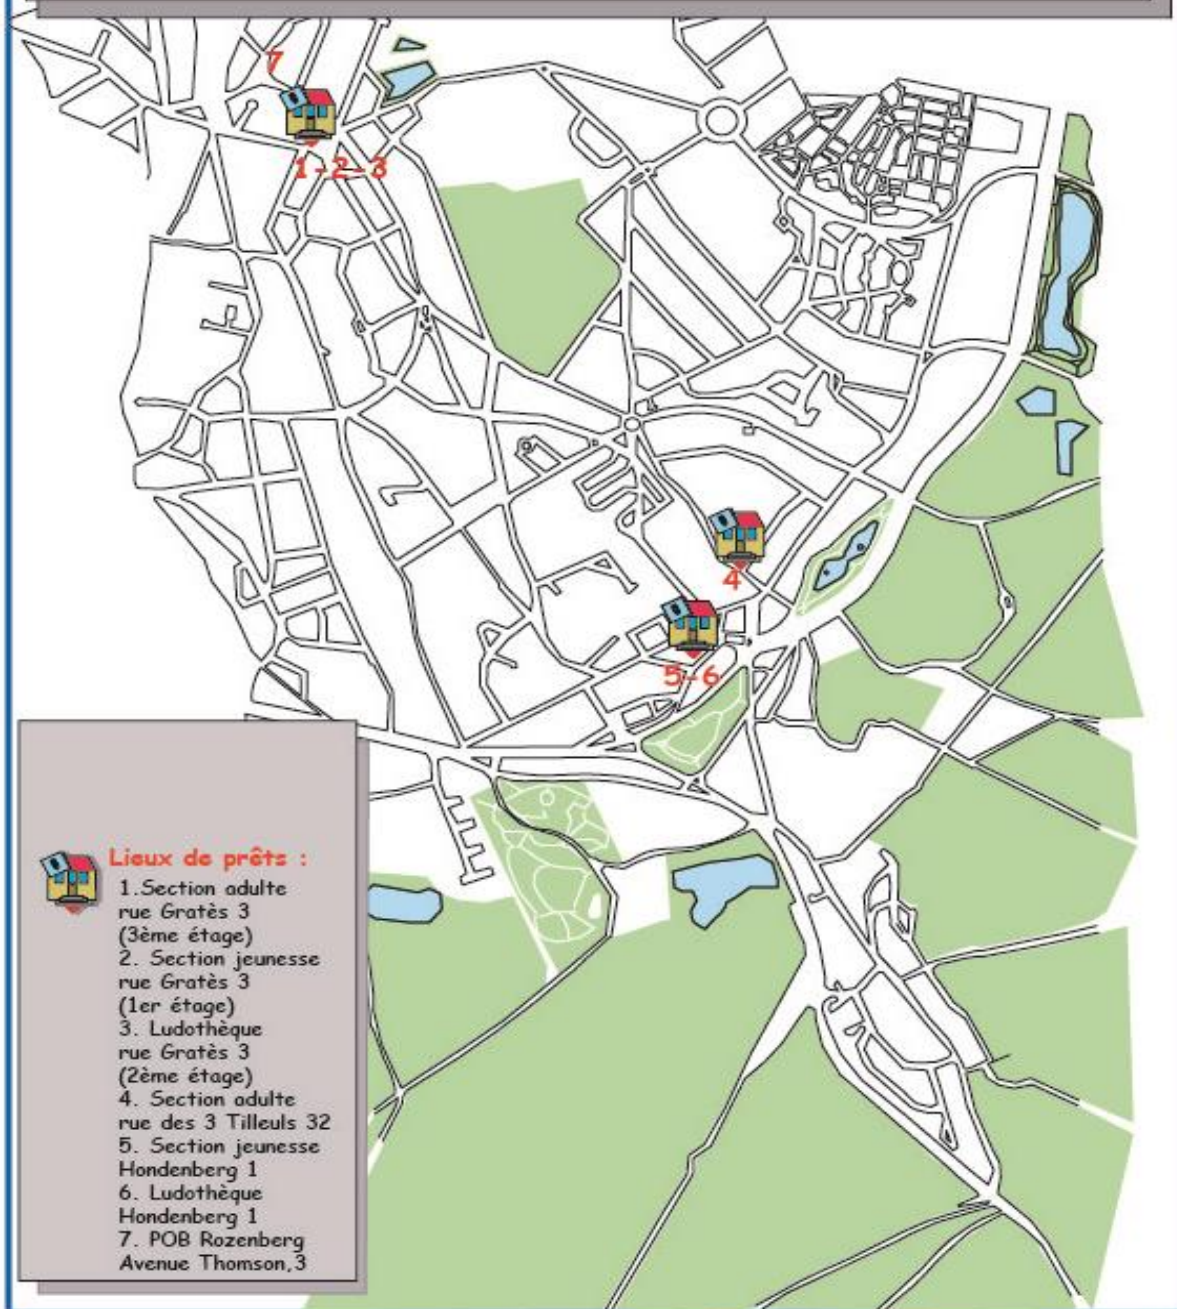 7
1-2-3
4
5-6
Lieux de prêts :
1.Section adulte
rue Gratès 3
(3ème étage)
2. Section jeunesse
rue Gratès 3
(1er étage)
3. Ludothèque
rue Gratès 3
(2ème étage)
4. Section adulte
rue des 3 Tilleuls 32
5. Section jeunesse
Hondenberg 1
6. Ludothèque
Hondenberg 1
7. POB Rozenberg
Avenue Thomson,3